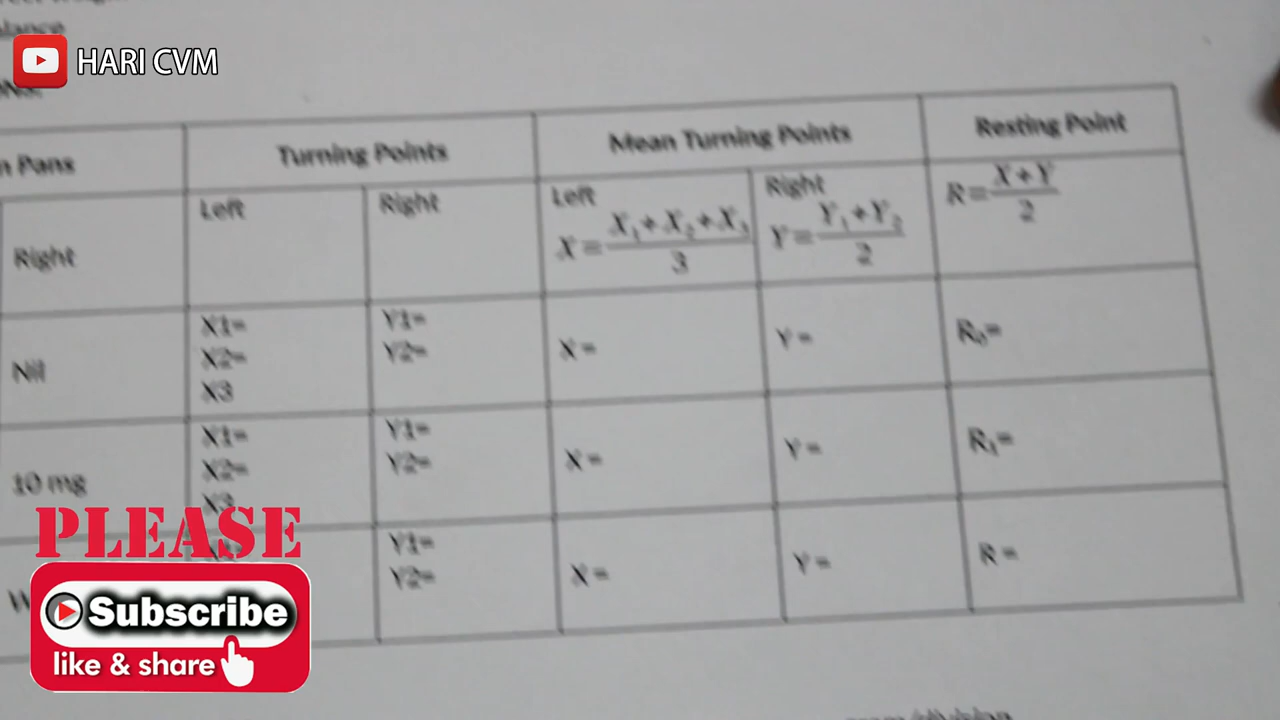 HARI CVM
n Pans
Turning Points
Mean Turning Points
Resting Point
Right
Left
Right
Left
X = X₁ + X₂ + X₃ / 3
Right
Y = Y₁ + Y₂ / 2
R = X + Y / 2
Nil
X1=
X2=
X3
Y1=
Y2=
X =
Y =
R₀=
10 mg
X1=
X2=
X3
Y1=
Y2=
X =
Y =
R₁=
Y1=
Y2=
X =
Y =
R =
PLEASE
Subscribe
like & share